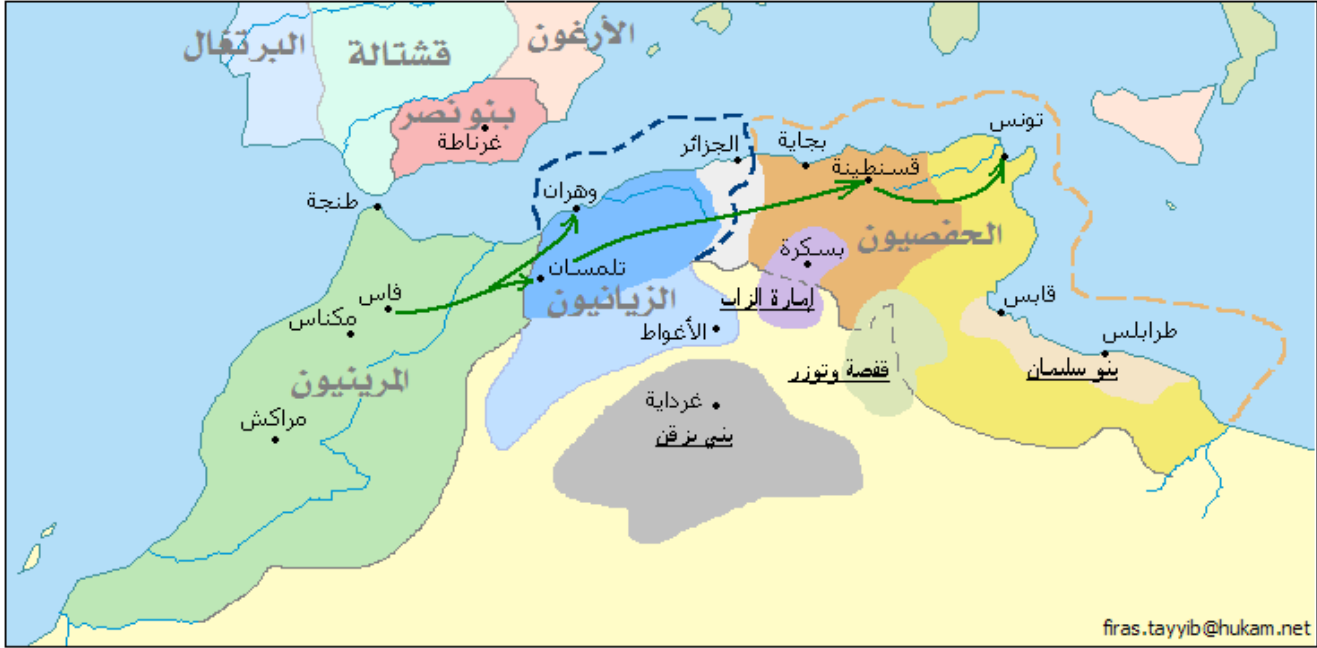 الأرغون
البرتغال
قشتالة
بنو نصر
غرناطة
تونس
الجزائر
بجاية
قسنطينة
وهران
طنجة
الحفصيون
بسكرة
تلمسان
فاس
الزيانيون
إمارة الزاب
قابس
مكناس
الأغواط
طرابلس
قفصة وتوزر
بنو سليمان
المرينيون
غرداية
مراكش
بني يزقن
firas.tayyib@hukam.net